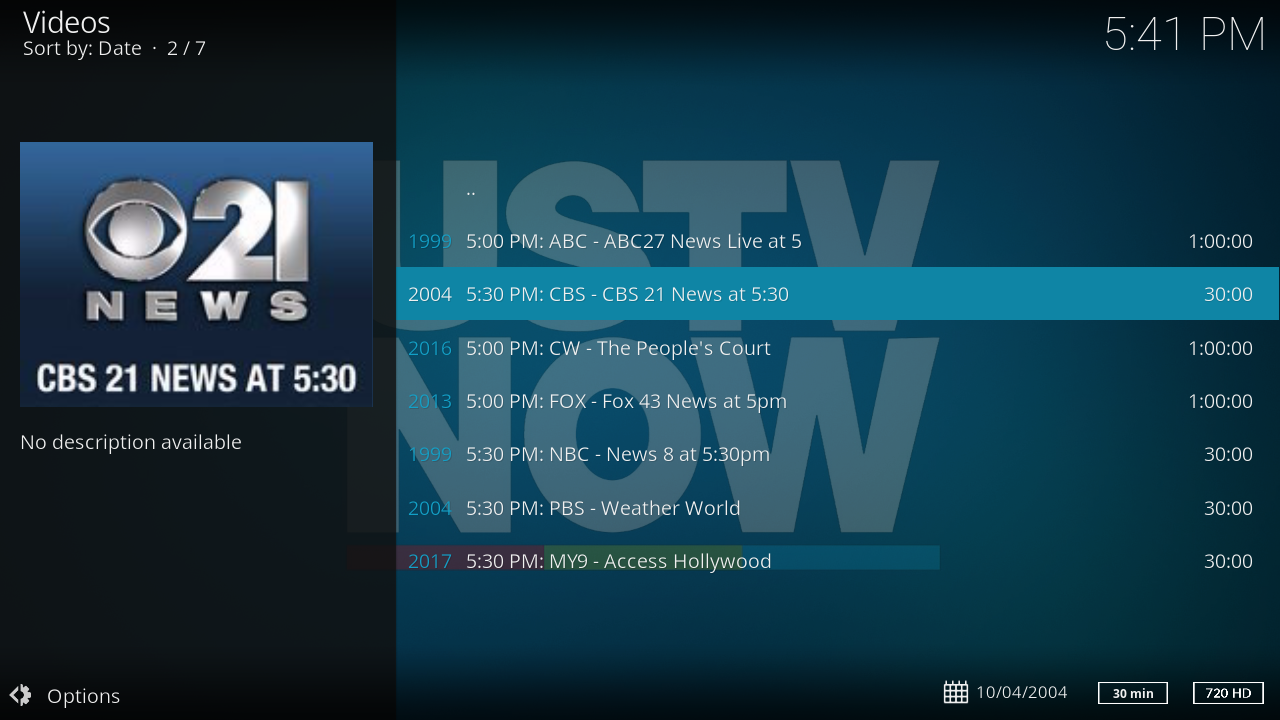 Videos
Sort by: Date · 2 / 7
5:41 PM
USTV
NOW
21
NEWS
CBS 21 NEWS AT 5:30
No description available
..
1999 5:00 PM: ABC - ABC27 News Live at 5 1:00:00
2004 5:30 PM: CBS - CBS 21 News at 5:30 30:00
2016 5:00 PM: CW - The People's Court 1:00:00
2013 5:00 PM: FOX - Fox 43 News at 5pm 1:00:00
1999 5:30 PM: NBC - News 8 at 5:30pm 30:00
2004 5:30 PM: PBS - Weather World 30:00
2017 5:30 PM: MY9 - Access Hollywood 30:00
Options
10/04/2004 30 min 720 HD